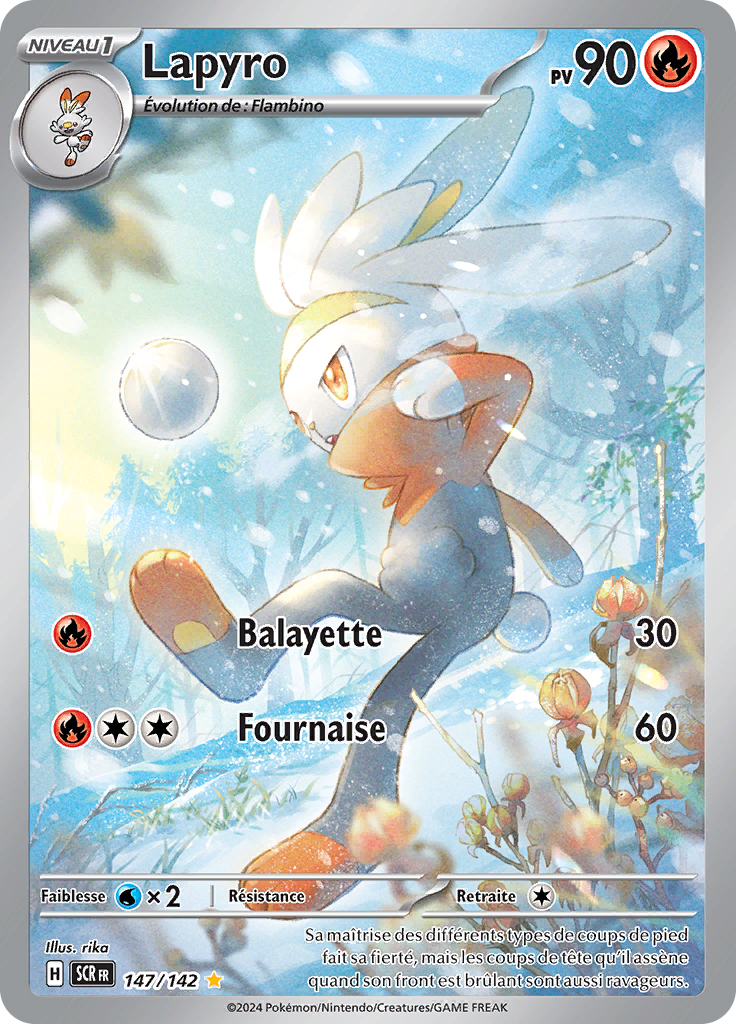 NIVEAU 1
Lapyro
PV 90
Évolution de : Flambino
Balayette 30
Fournaise 60
Faiblesse ×2 Résistance Retraite
Illus. rika
Sa maîtrise des différents types de coups de pied
fait sa fierté, mais les coups de tête qu'il assène
quand son front est brûlant sont aussi ravageurs.
H SCR FR 147/142
©2024 Pokémon/Nintendo/Creatures/GAME FREAK